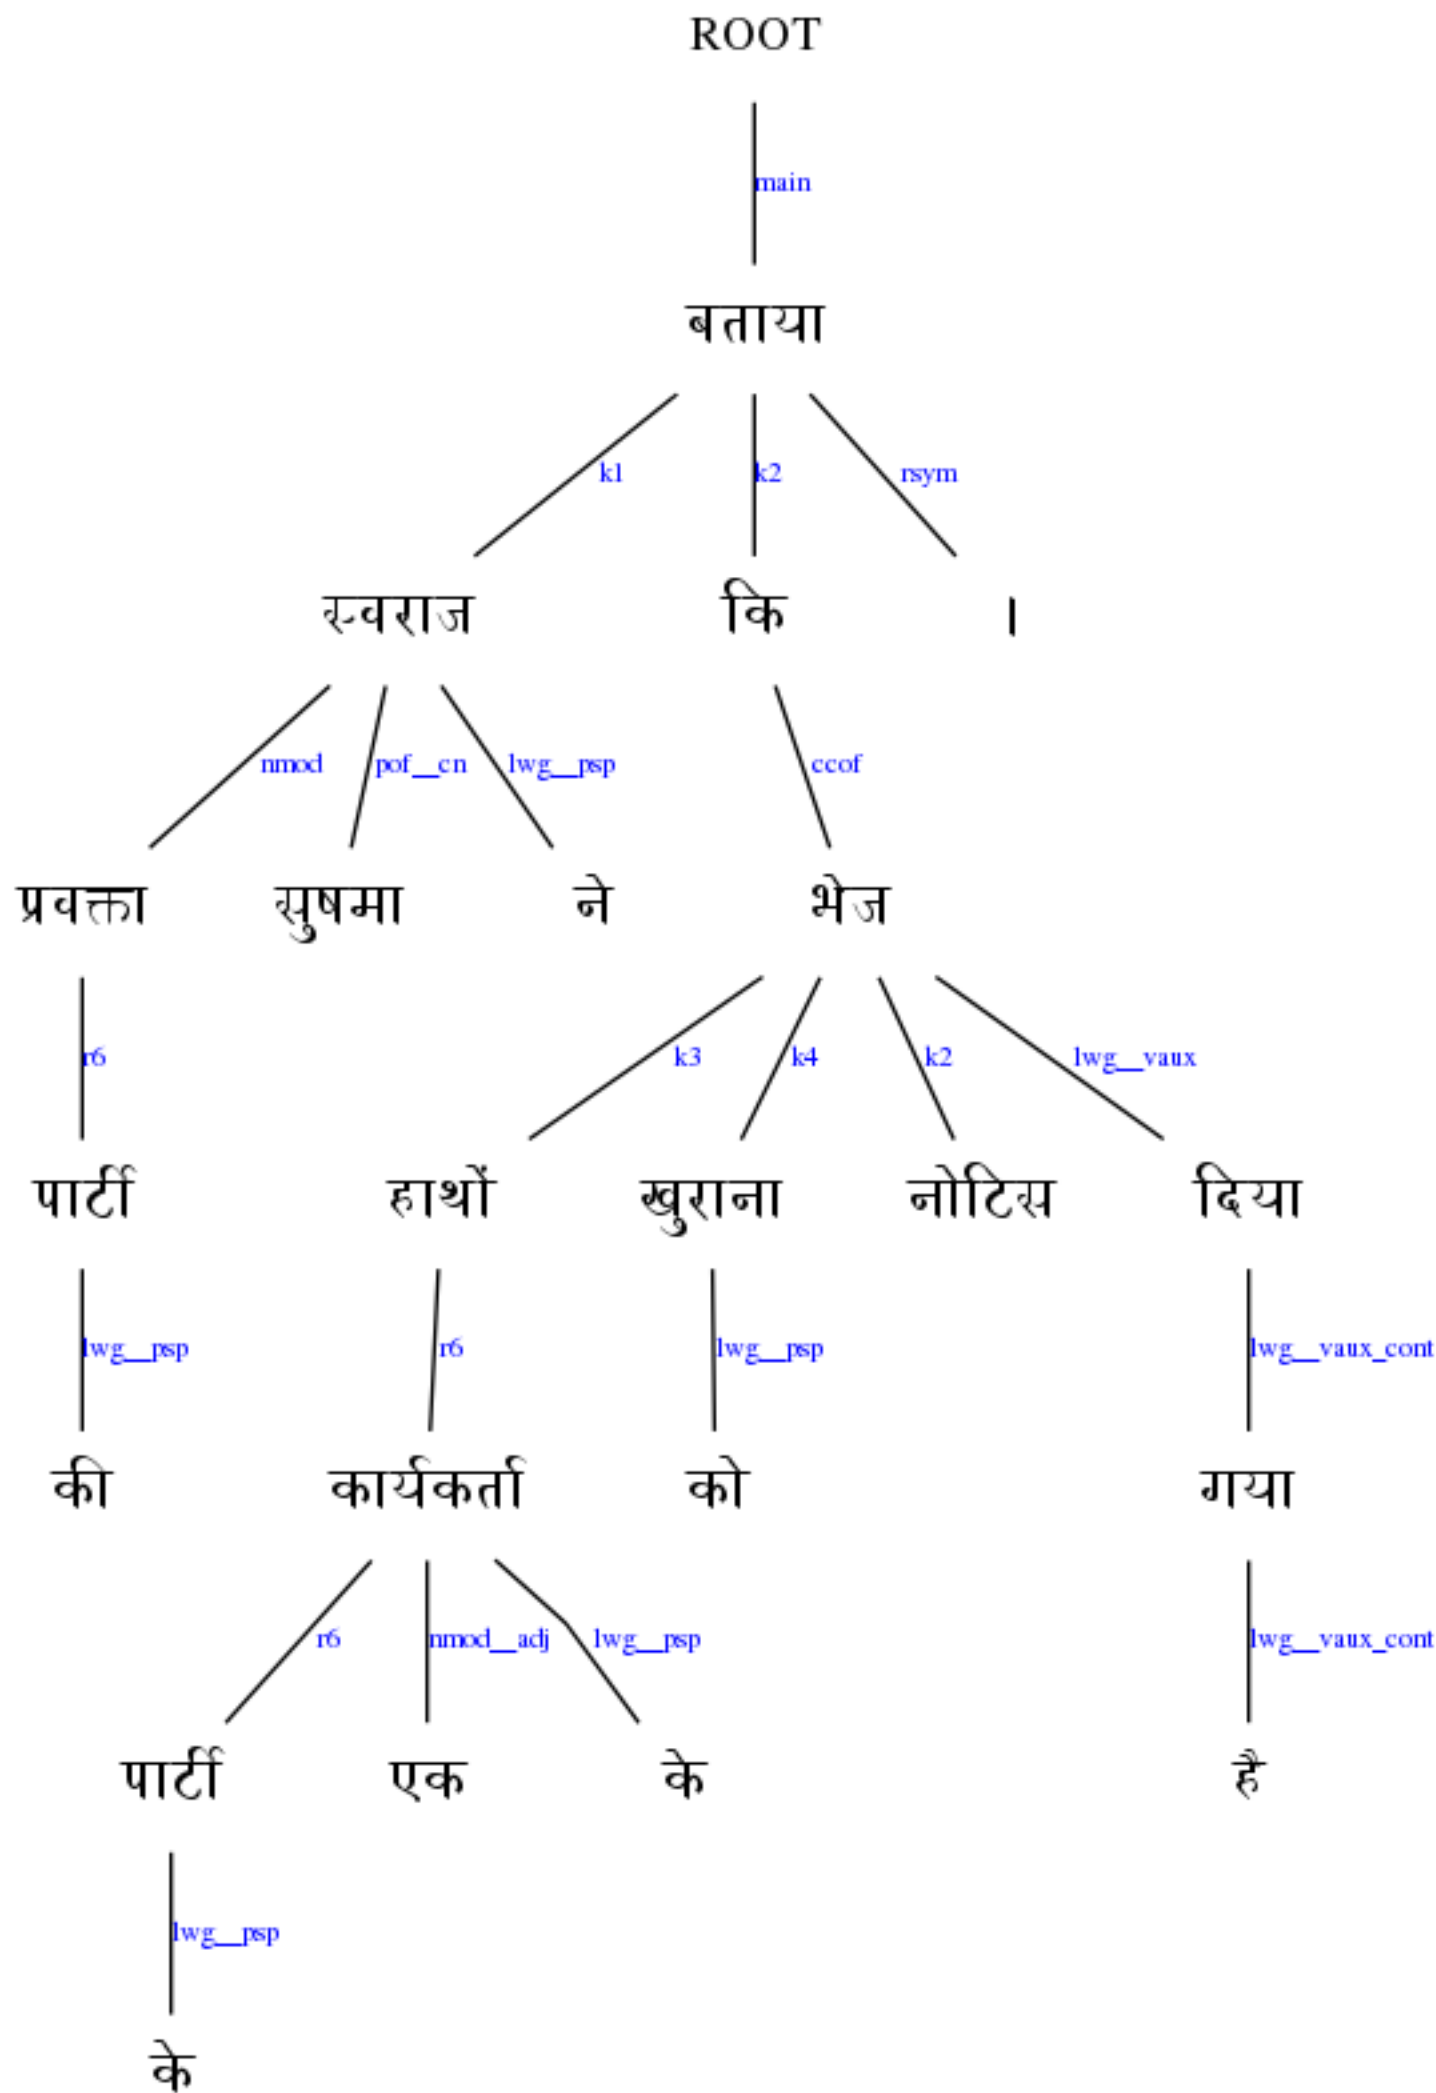 ROOT
main
बताया
k1 k2 rsym
स्वराज कि ।
nmod pof__cn lwg__psp ccof
प्रवक्ता सुषमा ने भेज
r6 k3 k4 k2 lwg__vaux
पार्टी हाथों खुराना नोटिस दिया
lwg__psp r6 lwg__psp lwg__vaux_cont
की कार्यकर्ता को गया
r6 nmod__adj lwg__psp lwg__vaux_cont
पार्टी एक के है
lwg__psp
के